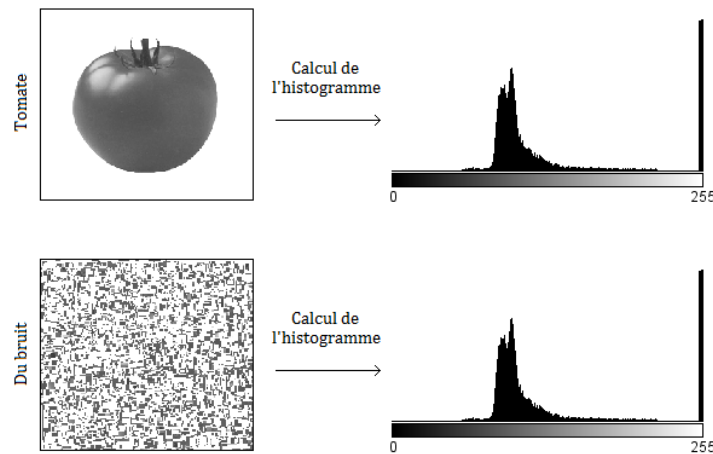 Tomate
Calcul de
l'histogramme
0
255
Du bruit
Calcul de
l'histogramme
0
255